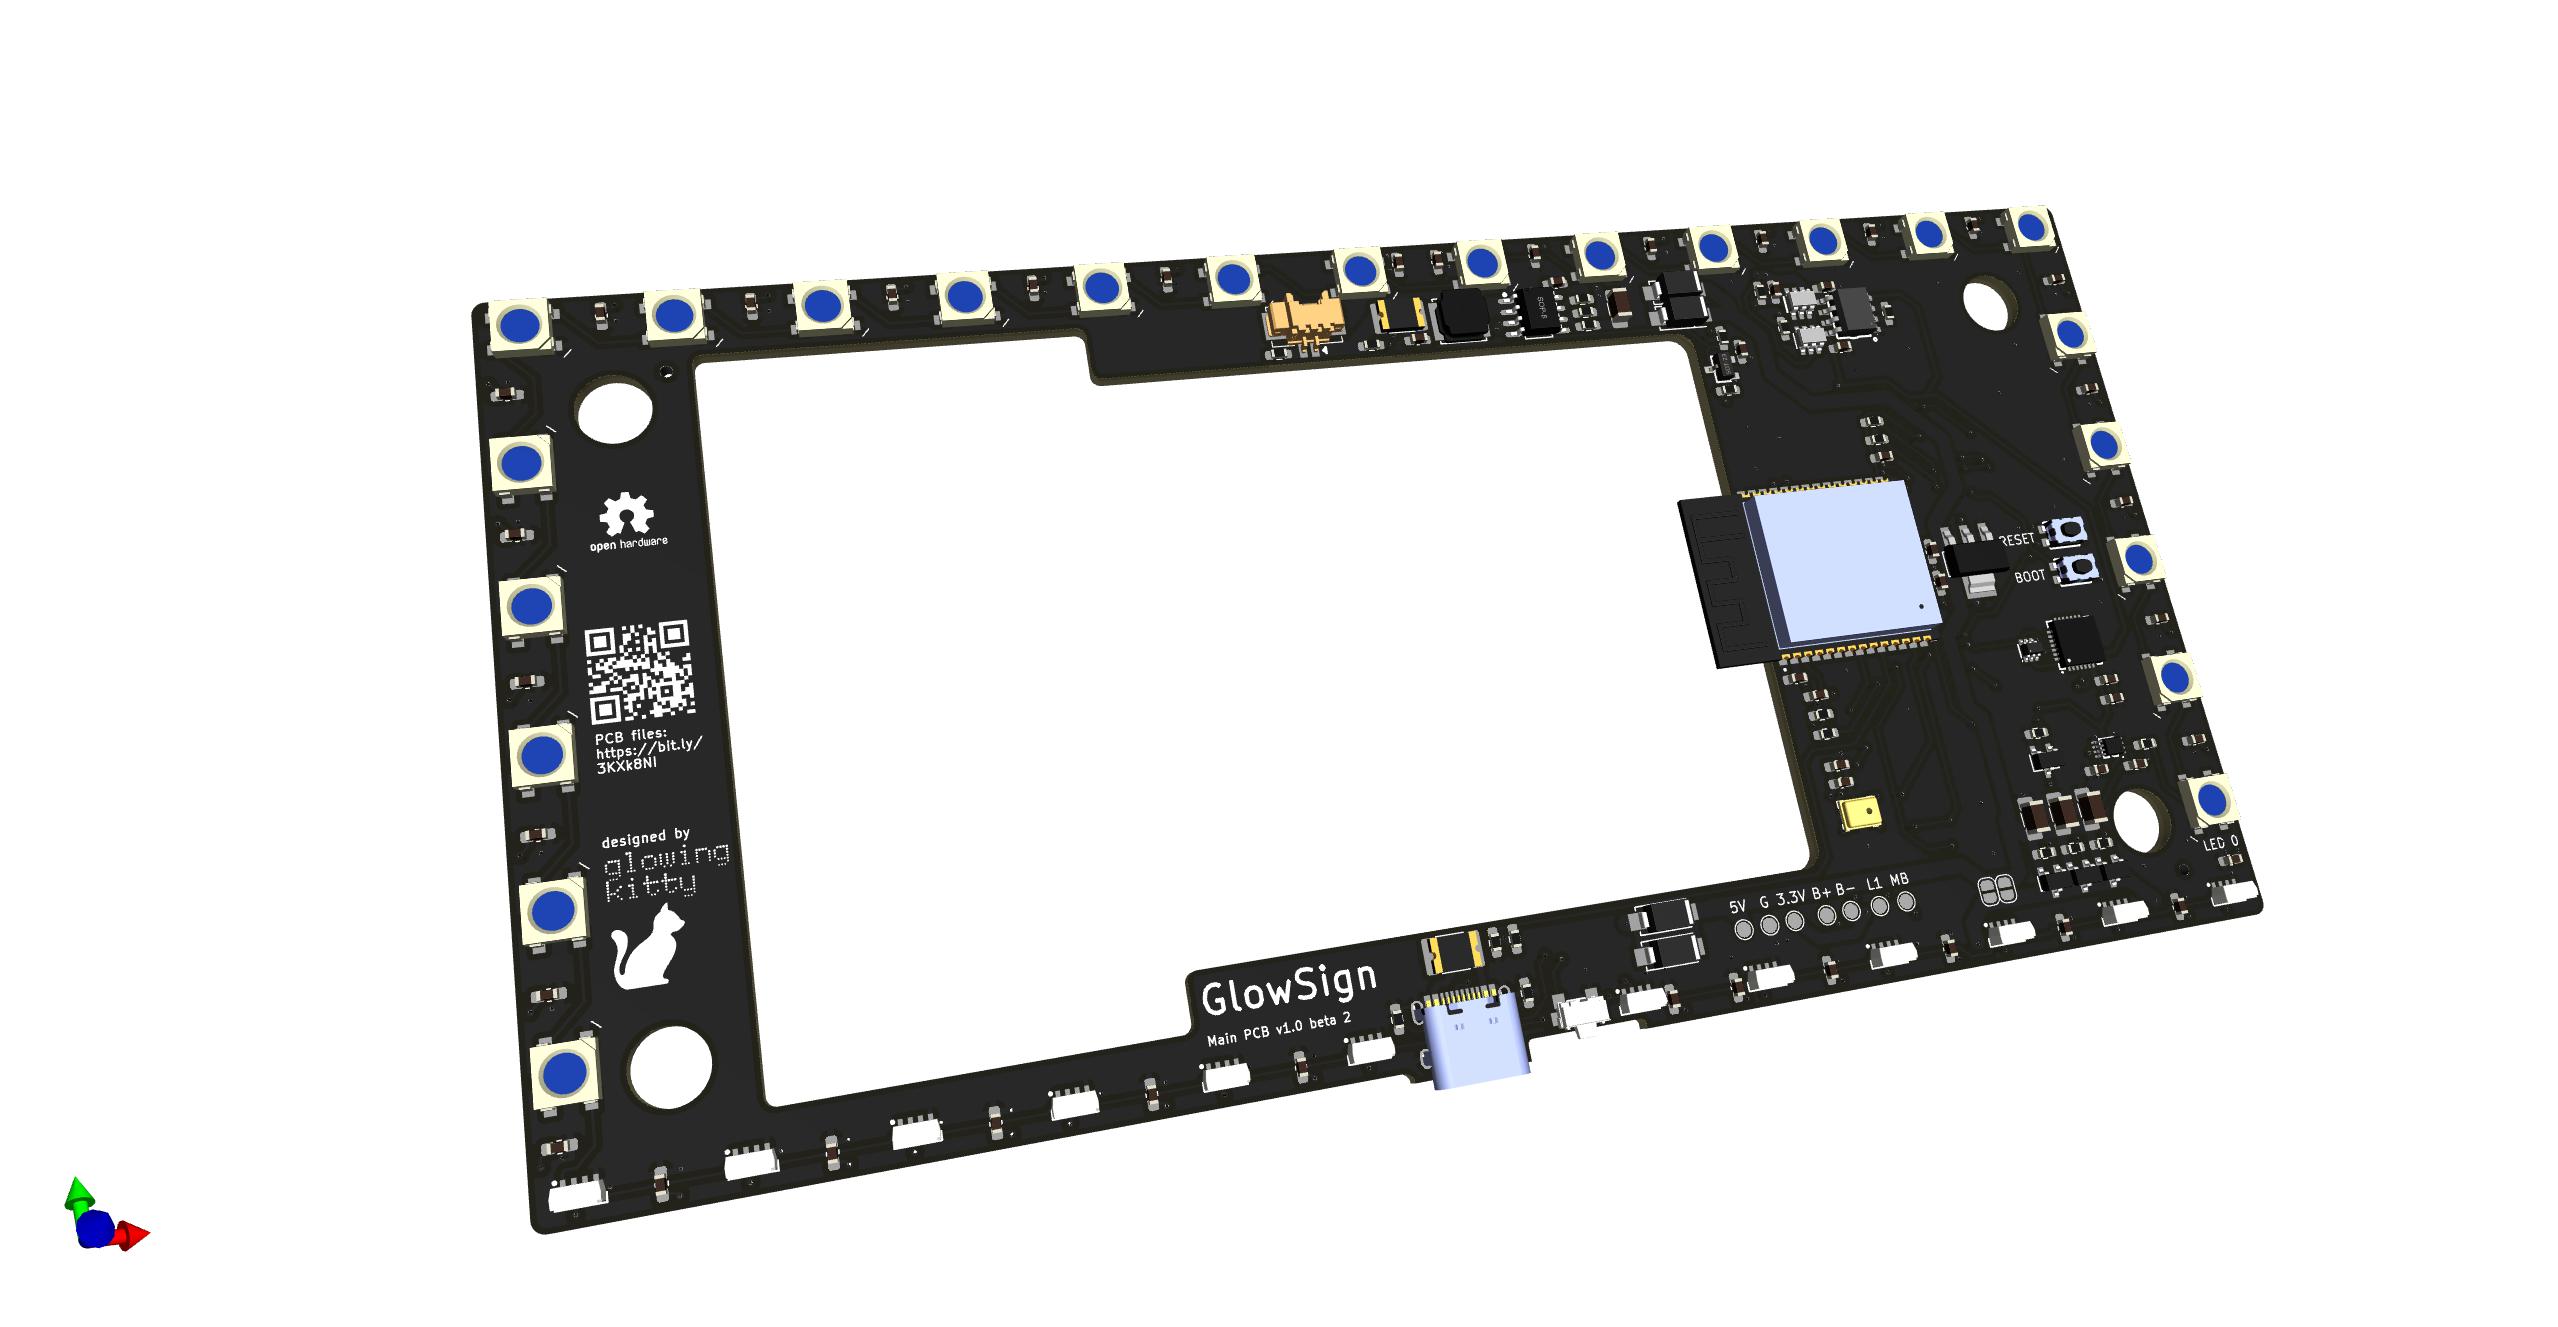 open hardware
PCB files:
https://bit.ly/
3KXk8Nl
designed by
glowing
kitty
GlowSign
Main PCB v1.0 beta 2
RESET
BOOT
LED 0
5V G 3.3V B+ B- L1 MB